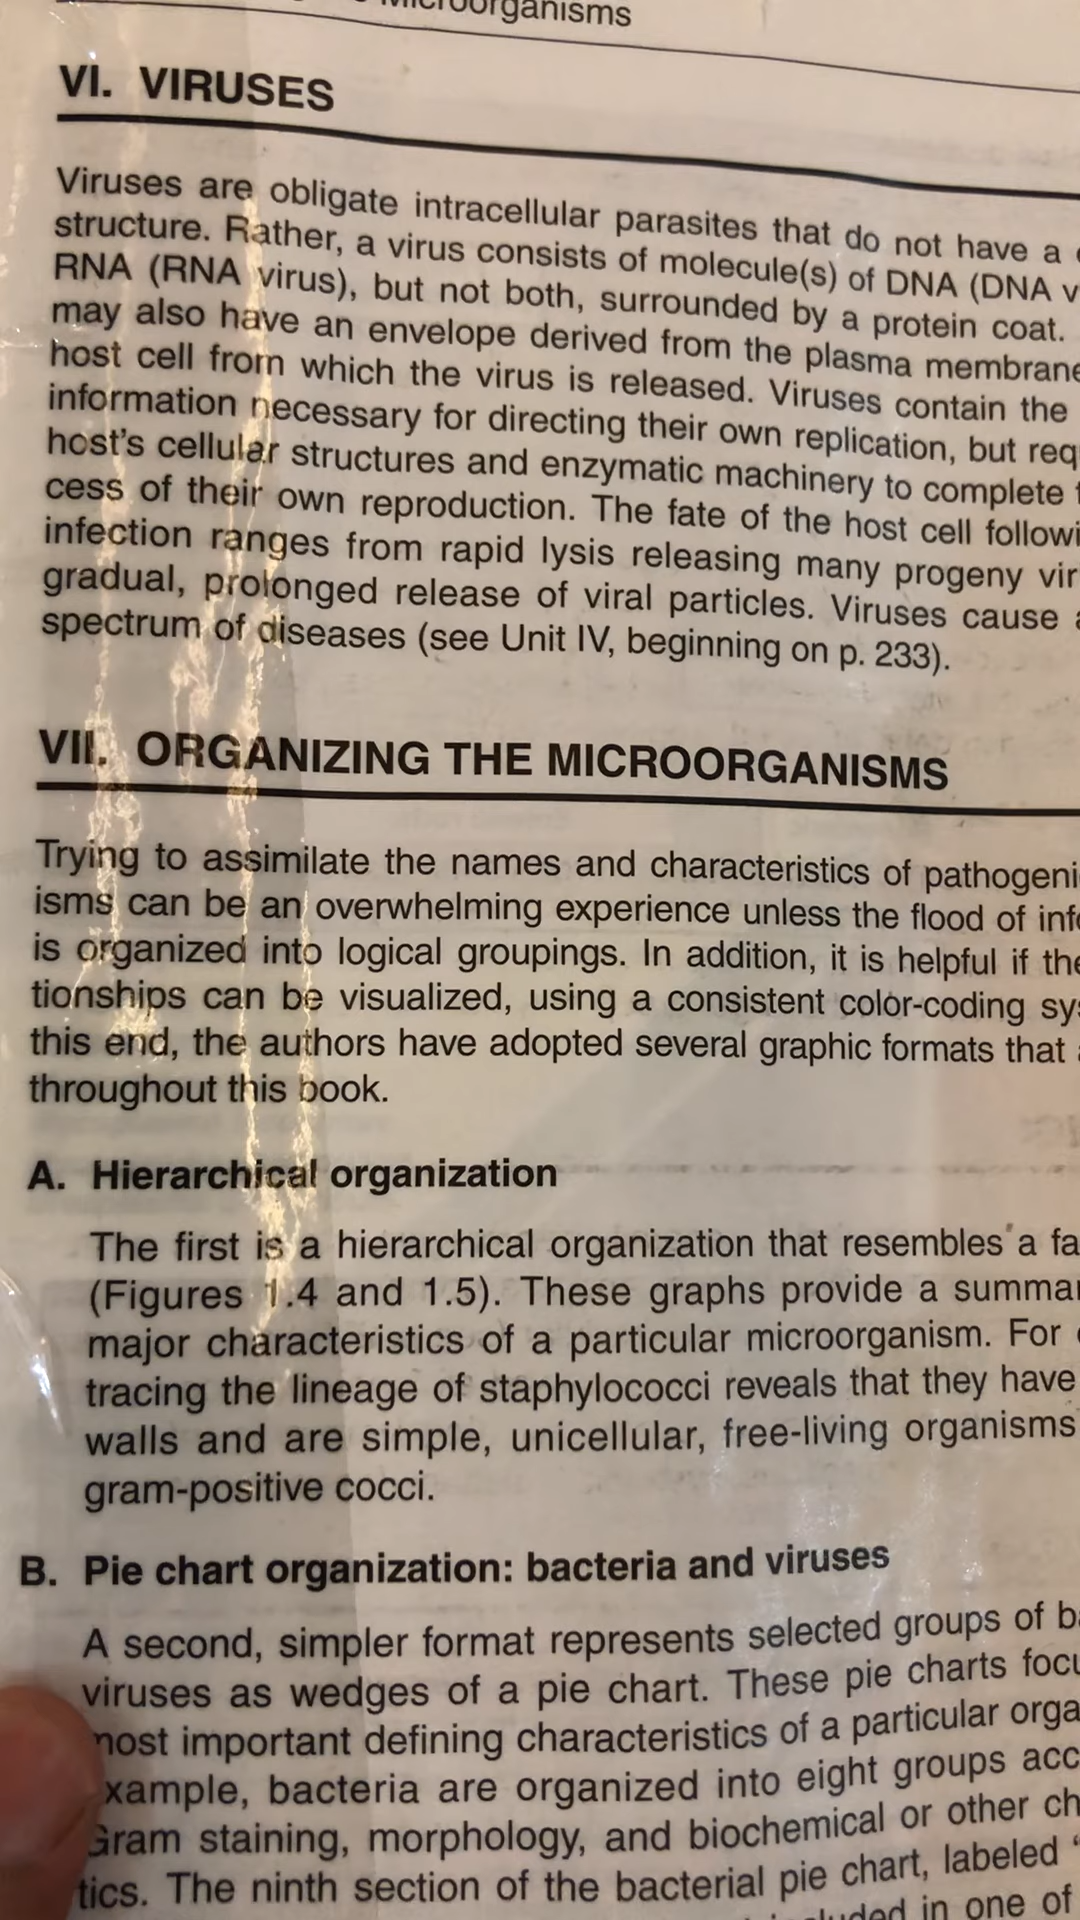 Microorganisms
VI. VIRUSES
Viruses are obligate intracellular parasites that do not have a
structure. Rather, a virus consists of molecule(s) of DNA (DNA v
RNA (RNA virus), but not both, surrounded by a protein coat.
may also have an envelope derived from the plasma membrane
host cell from which the virus is released. Viruses contain the
information necessary for directing their own replication, but req
host's cellular structures and enzymatic machinery to complete t
cess of their own reproduction. The fate of the host cell followi
infection ranges from rapid lysis releasing many progeny vir
gradual, prolonged release of viral particles. Viruses cause a
spectrum of diseases (see Unit IV, beginning on p. 233).
VII. ORGANIZING THE MICROORGANISMS
Trying to assimilate the names and characteristics of pathogeni
isms can be an overwhelming experience unless the flood of info
is organized into logical groupings. In addition, it is helpful if the
tionships can be visualized, using a consistent color-coding sys
this end, the authors have adopted several graphic formats that a
throughout this book.
A. Hierarchical organization
The first is a hierarchical organization that resembles a fa
(Figures 1.4 and 1.5). These graphs provide a summar
major characteristics of a particular microorganism. For
tracing the lineage of staphylococci reveals that they have
walls and are simple, unicellular, free-living organisms
gram-positive cocci.
B. Pie chart organization: bacteria and viruses
A second, simpler format represents selected groups of ba
viruses as wedges of a pie chart. These pie charts focu
most important defining characteristics of a particular orga
xample, bacteria are organized into eight groups acc
Gram staining, morphology, and biochemical or other ch
tics. The ninth section of the bacterial pie chart, labeled "
in one of